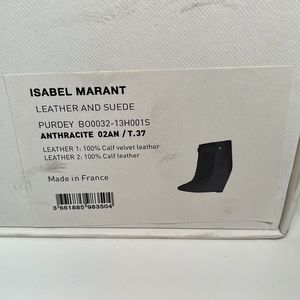 ISABEL MARANT
LEATHER AND SUEDE
PURDEY BO0032-13H001S
ANTHRACITE 02AN / T.37
LEATHER 1: 100% Calf velvet leather
LEATHER 2: 100% Calf leather
Made in France
3 661885 983504